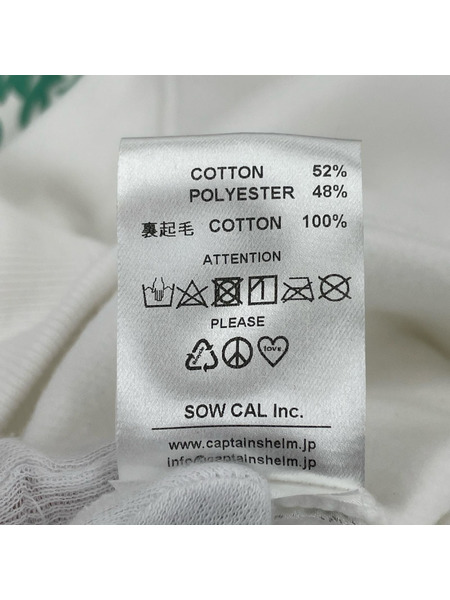 COTTON 52%
POLYESTER 48%
裏起毛 COTTON 100%
ATTENTION
PLEASE
love
SOW CAL Inc.
www.captainshelm.jp
info@captainshelm.jp